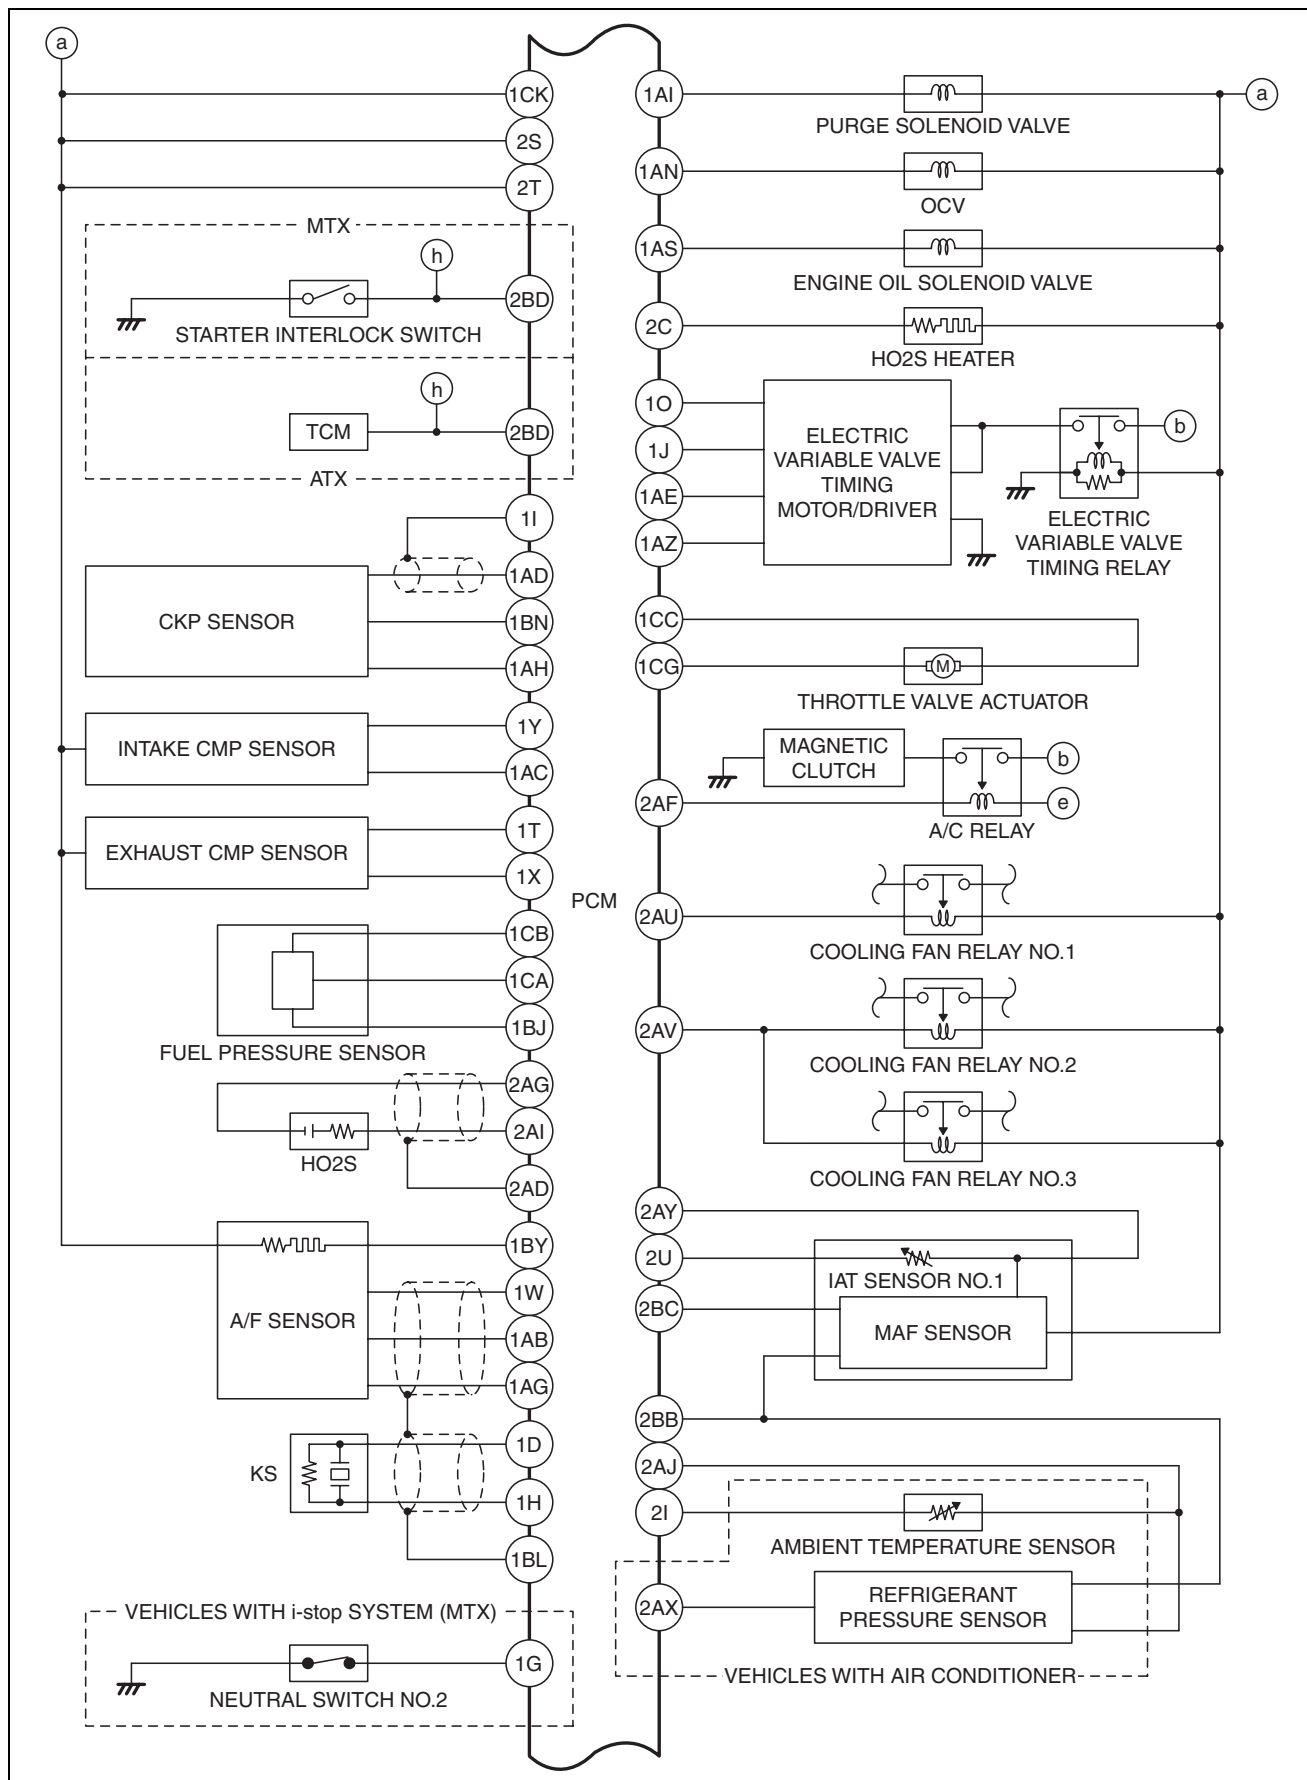 a
1CK
2S
2T
MTX
h
2BD
STARTER INTERLOCK SWITCH
h
TCM
2BD
ATX
1I
1AD
CKP SENSOR
1BN
1AH
1Y
INTAKE CMP SENSOR
1AC
1T
EXHAUST CMP SENSOR
1X
1CB
1CA
1BJ
FUEL PRESSURE SENSOR
2AG
2AI
HO2S
2AD
1BY
1W
A/F SENSOR
1AB
1AG
1D
KS
1H
1BL
VEHICLES WITH i-stop SYSTEM (MTX)
1G
NEUTRAL SWITCH NO.2
PCM
1AI
a
PURGE SOLENOID VALVE
1AN
OCV
1AS
ENGINE OIL SOLENOID VALVE
2C
HO2S HEATER
1O
1J
1AE
1AZ
ELECTRIC
VARIABLE VALVE
TIMING
MOTOR/DRIVER
b
ELECTRIC
VARIABLE VALVE
TIMING RELAY
1CC
1CG
M
THROTTLE VALVE ACTUATOR
MAGNETIC
CLUTCH
b
2AF
e
A/C RELAY
2AU
COOLING FAN RELAY NO.1
2AV
COOLING FAN RELAY NO.2
COOLING FAN RELAY NO.3
2AY
2U
IAT SENSOR NO.1
2BC
MAF SENSOR
2BB
2AJ
2I
AMBIENT TEMPERATURE SENSOR
2AX
REFRIGERANT
PRESSURE SENSOR
VEHICLES WITH AIR CONDITIONER